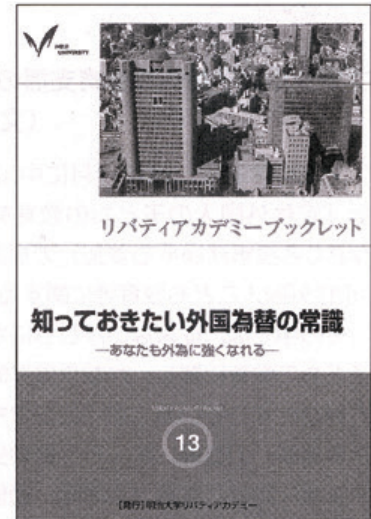 MEIJI
UNIVERSITY
リバティアカデミーブックレット
知っておきたい外国為替の常識
―あなたも外為に強くなれる―
13
【発行】明治大学リバティアカデミー